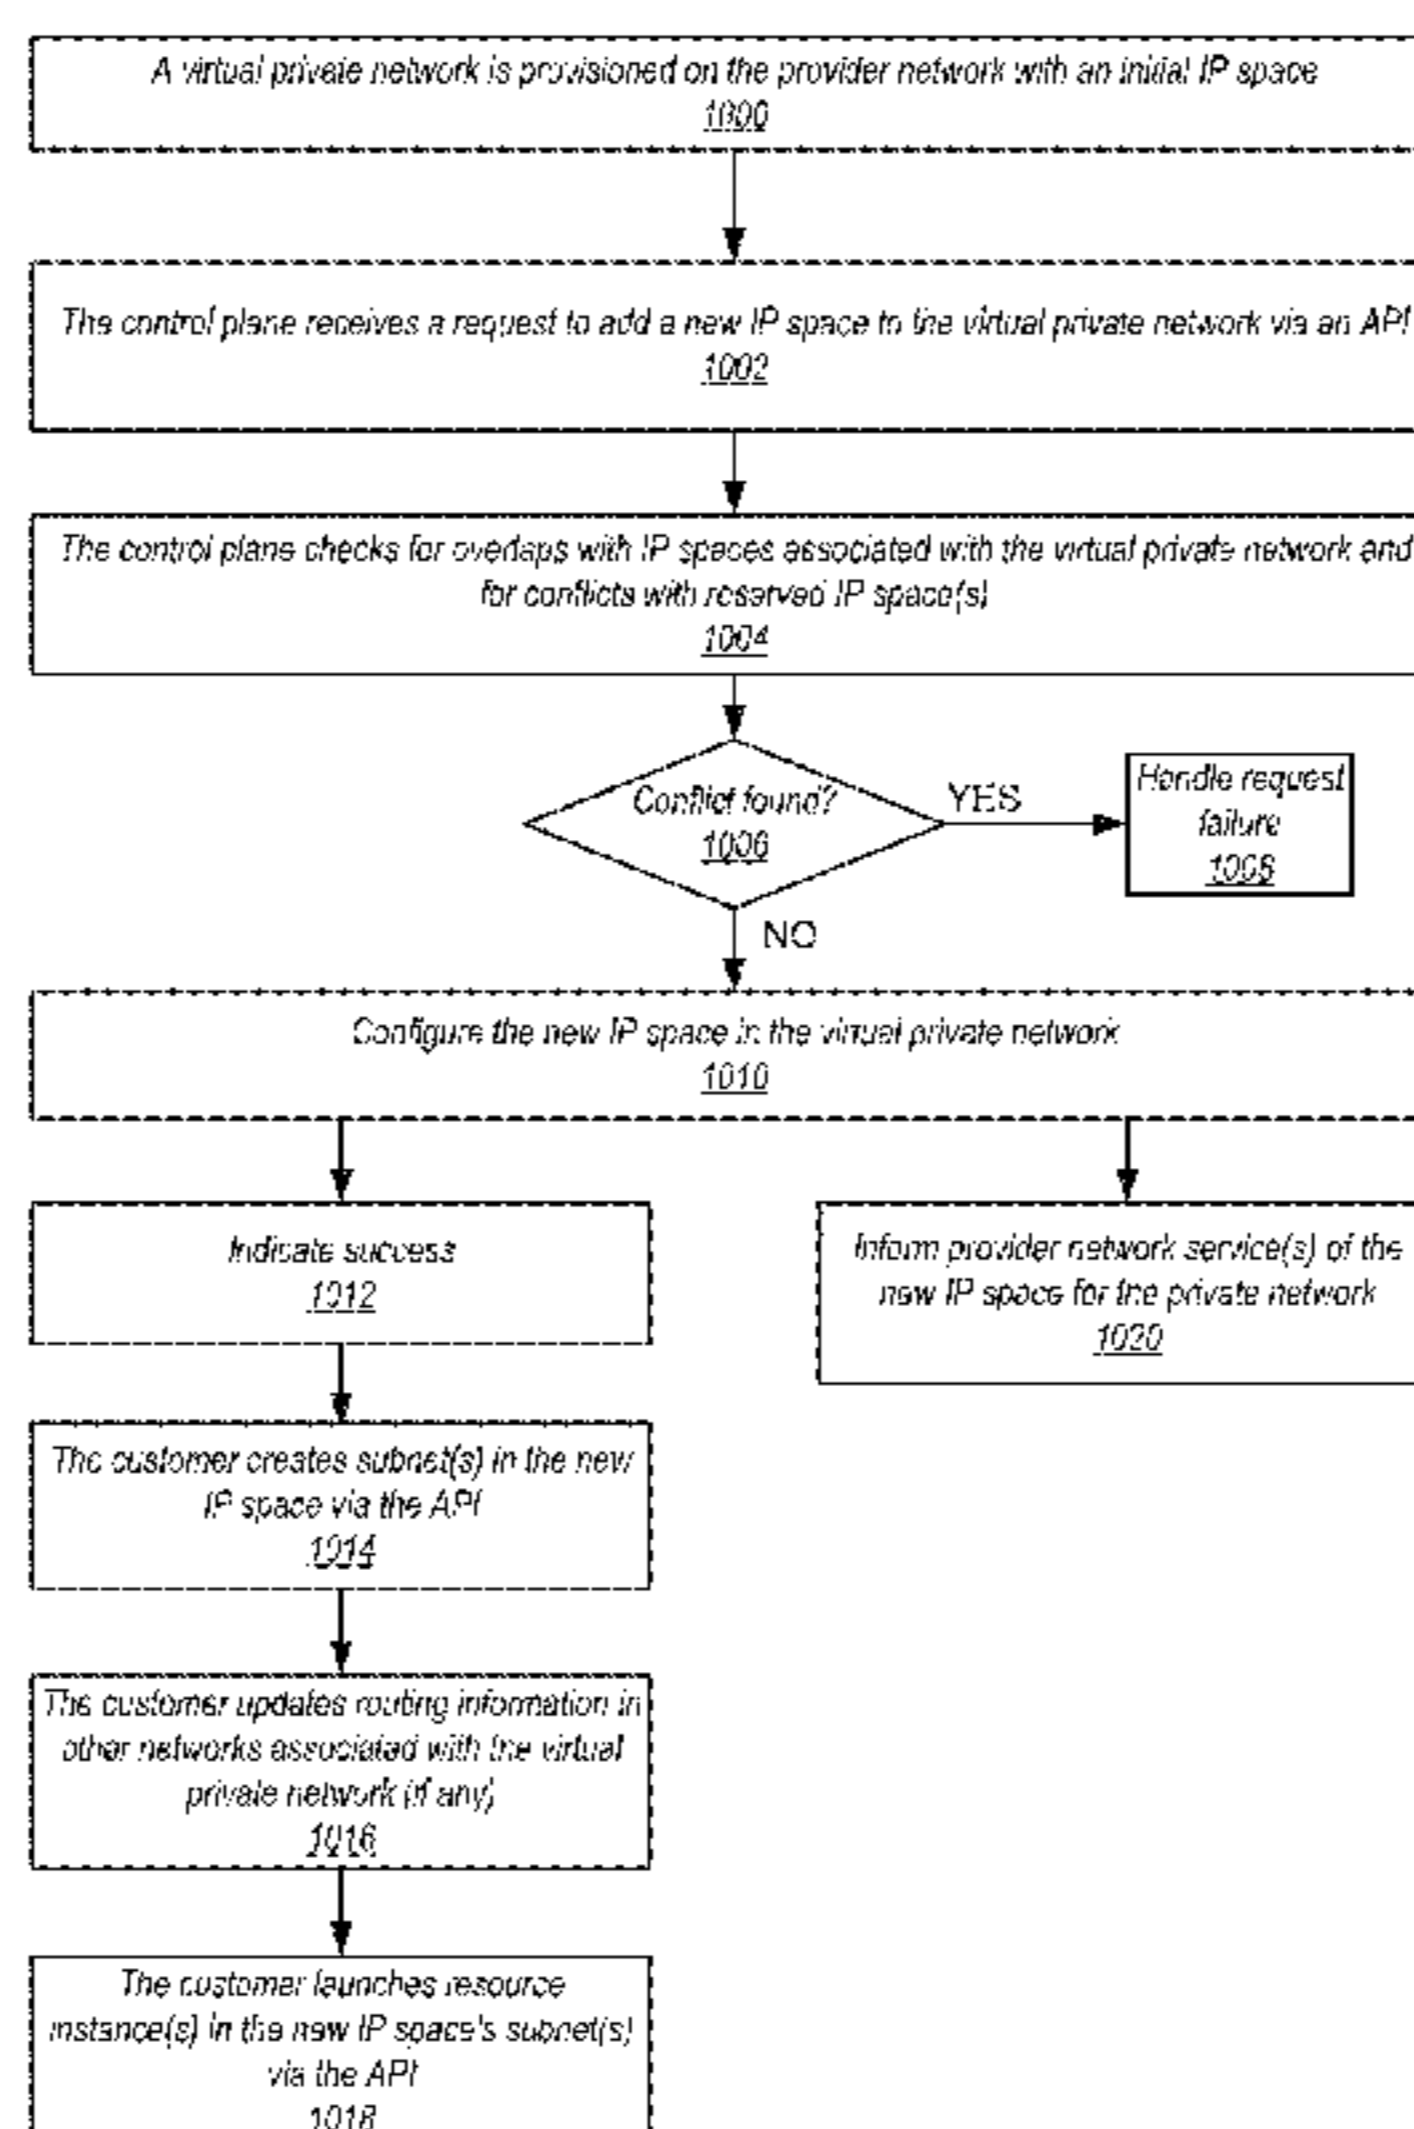 A virtual private network is provisioned on the provider network with an initial IP space
1000
The control plane receives a request to add a new IP space to the virtual private network via an API
1002
The control plane checks for overlaps with IP spaces associated with the virtual private network and
for conflicts with reserved IP space(s)
1004
Conflict found?
1006
YES
Handle request
failure
1008
NO
Configure the new IP space in the virtual private network
1010
Indicate success
1012
Inform provider network service(s) of the
new IP space for the private network
1020
The customer creates subnet(s) in the new
IP space via the API
1014
The customer updates routing information in
other networks associated with the virtual
private network (if any)
1016
The customer launches resource
instance(s) in the new IP space's subnet(s)
via the API
1018